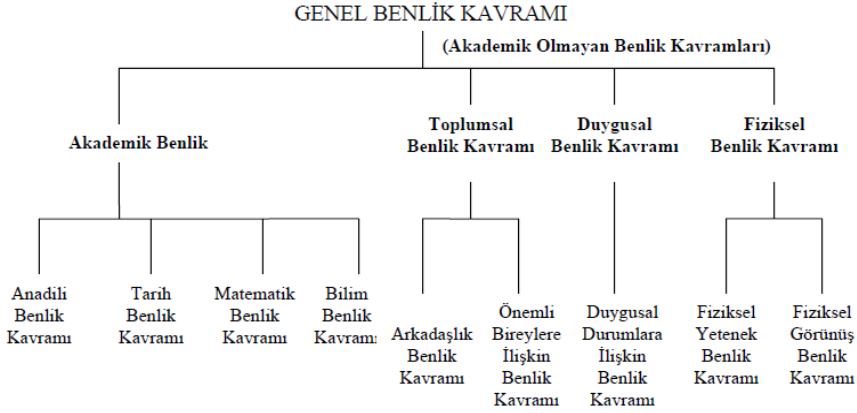 GENEL BENLİK KAVRAMI
(Akademik Olmayan Benlik Kavramları)
Akademik Benlik
Toplumsal
Benlik Kavramı
Duygusal
Benlik Kavramı
Fiziksel
Benlik Kavramı
Anadili
Benlik
Kavramı
Tarih
Benlik
Kavramı
Matematik
Benlik
Kavramı
Bilim
Benlik
Kavramı
Arkadaşlık
Benlik
Kavramı
Önemli
Bireylere
İlişkin
Benlik
Kavramı
Duygusal
Durumlara
İlişkin
Benlik
Kavramı
Fiziksel
Yetenek
Benlik
Kavramı
Fiziksel
Görünüş
Benlik
Kavramı